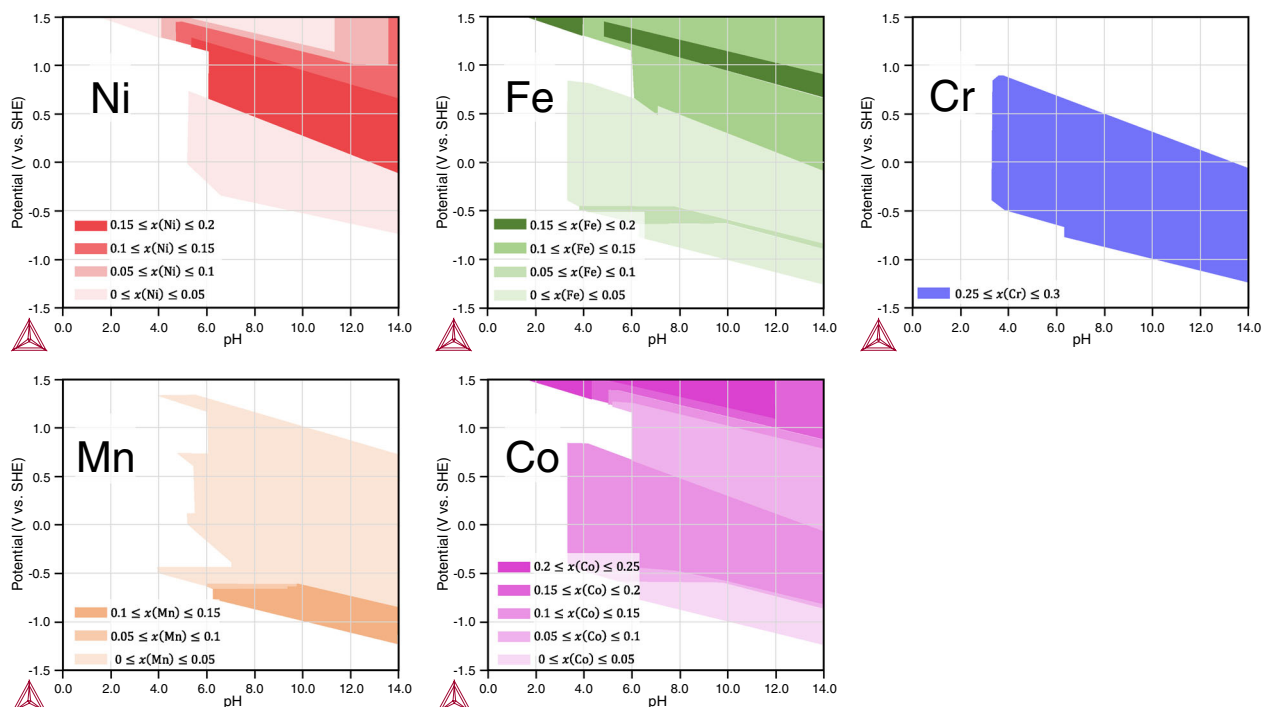 1.5
1.0
0.5
0.0
-0.5
-1.0
-1.5
Potential (V vs. SHE)
Ni
0.15 ≤ x(Ni) ≤ 0.2
0.1 ≤ x(Ni) ≤ 0.15
0.05 ≤ x(Ni) ≤ 0.1
0 ≤ x(Ni) ≤ 0.05
0.0 2.0 4.0 6.0 8.0 10.0 12.0 14.0
pH
1.5
1.0
0.5
0.0
-0.5
-1.0
-1.5
Potential (V vs. SHE)
Fe
0.15 ≤ x(Fe) ≤ 0.2
0.1 ≤ x(Fe) ≤ 0.15
0.05 ≤ x(Fe) ≤ 0.1
0 ≤ x(Fe) ≤ 0.05
0.0 2.0 4.0 6.0 8.0 10.0 12.0 14.0
pH
1.5
1.0
0.5
0.0
-0.5
-1.0
-1.5
Potential (V vs. SHE)
Cr
0.25 ≤ x(Cr) ≤ 0.3
0.0 2.0 4.0 6.0 8.0 10.0 12.0 14.0
pH
1.5
1.0
0.5
0.0
-0.5
-1.0
-1.5
Potential (V vs. SHE)
Mn
0.1 ≤ x(Mn) ≤ 0.15
0.05 ≤ x(Mn) ≤ 0.1
0 ≤ x(Mn) ≤ 0.05
0.0 2.0 4.0 6.0 8.0 10.0 12.0 14.0
pH
1.5
1.0
0.5
0.0
-0.5
-1.0
-1.5
Potential (V vs. SHE)
Co
0.2 ≤ x(Co) ≤ 0.25
0.15 ≤ x(Co) ≤ 0.2
0.1 ≤ x(Co) ≤ 0.15
0.05 ≤ x(Co) ≤ 0.1
0 ≤ x(Co) ≤ 0.05
0.0 2.0 4.0 6.0 8.0 10.0 12.0 14.0
pH